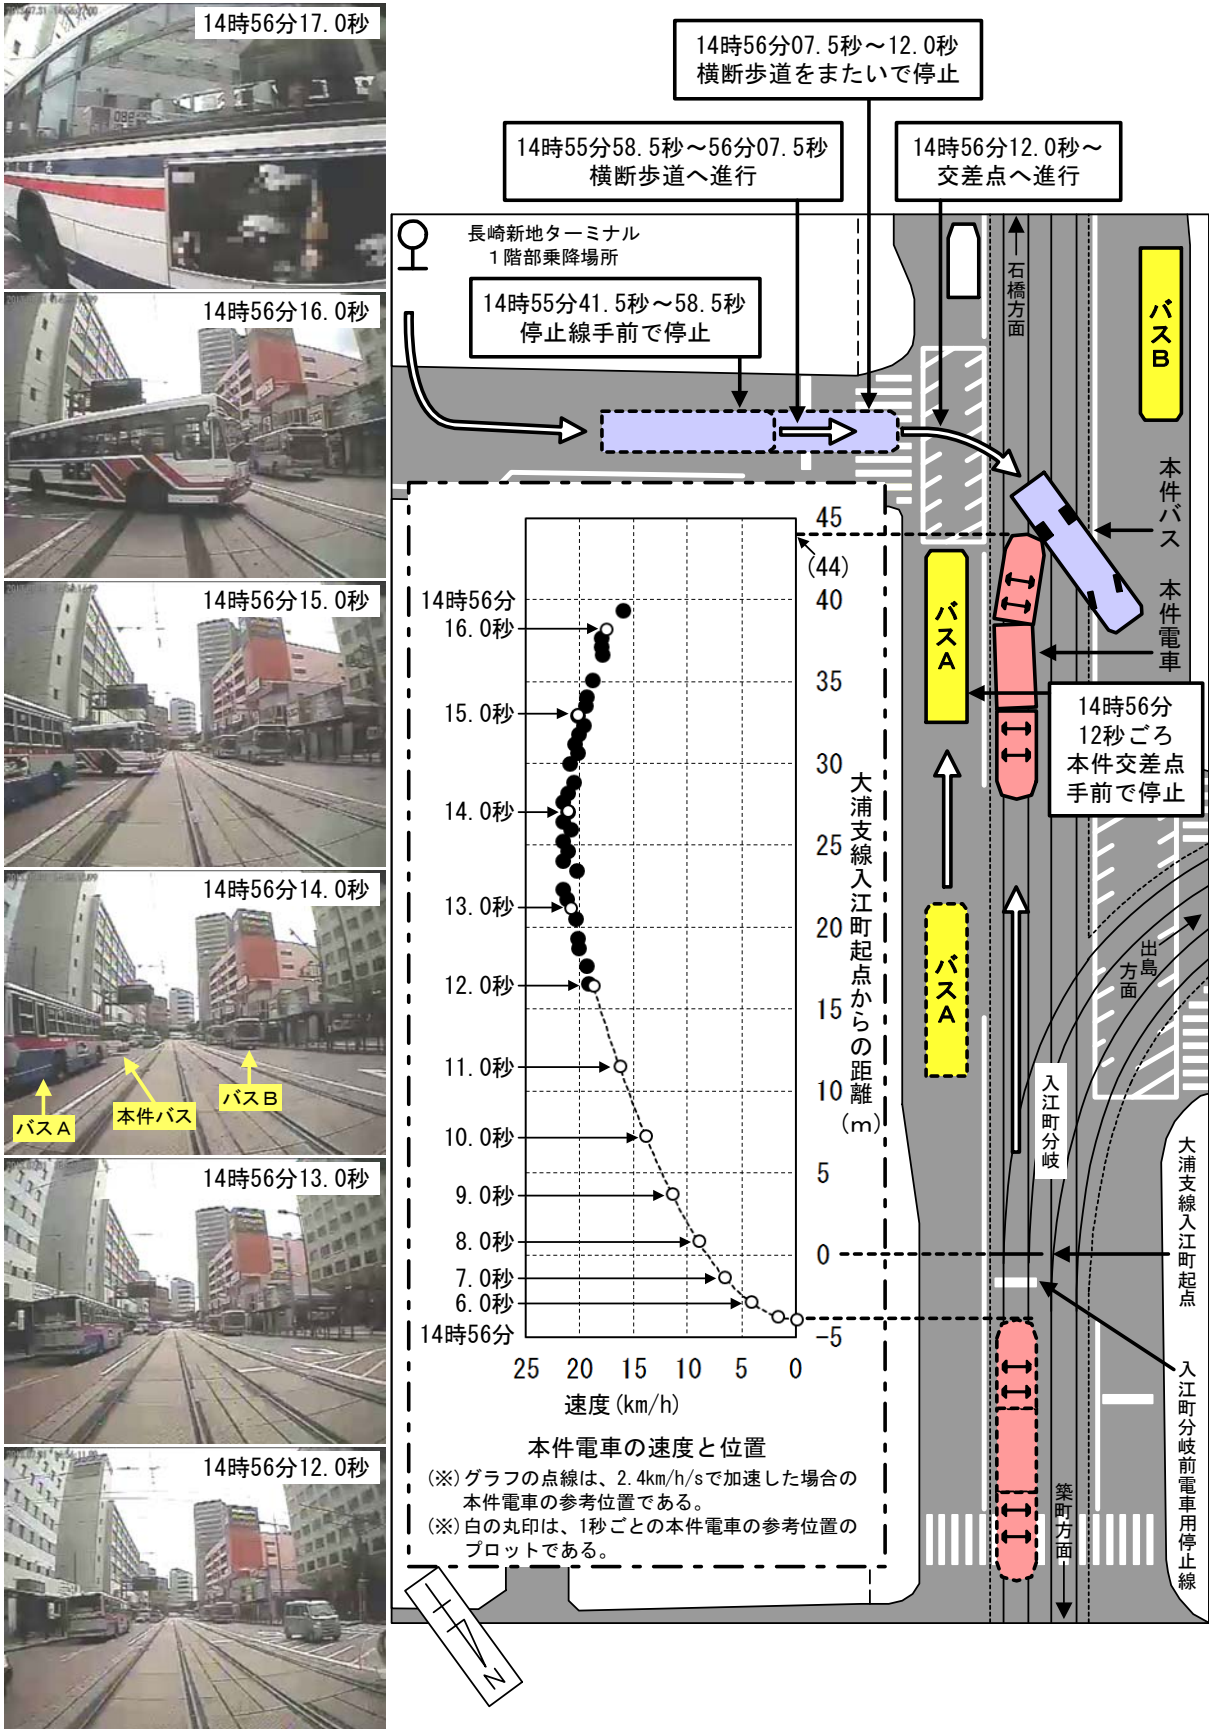 14時56分17.0秒
14時56分16.0秒
14時56分15.0秒
14時56分14.0秒
バスA
本件バス
バスB
14時56分13.0秒
14時56分12.0秒
14時56分07.5秒～12.0秒
横断歩道をまたいで停止
14時55分58.5秒～56分07.5秒
横断歩道へ進行
14時56分12.0秒～
交差点へ進行
長崎新地ターミナル
1階部乗降場所
14時55分41.5秒～58.5秒
停止線手前で停止
石橋方面
バスB
本件バス
本件電車
バスA
14時56分
12秒ごろ
本件交差点
手前で停止
バスA
出島
方面
入江町分岐
大浦支線入江町起点
入江町分岐前電車用停止線
築町方面
45
(44)
40
35
30
25
20
15
10
5
0
-5
大浦支線入江町起点からの距離
(m)
14時56分
16.0秒
15.0秒
14.0秒
13.0秒
12.0秒
11.0秒
10.0秒
9.0秒
8.0秒
7.0秒
6.0秒
14時56分
25 20 15 10 5 0
速度(km/h)
本件電車の速度と位置
(※)グラフの点線は、2.4km/h/sで加速した場合の
本件電車の参考位置である。
(※)白の丸印は、1秒ごとの本件電車の参考位置の
プロットである。
N